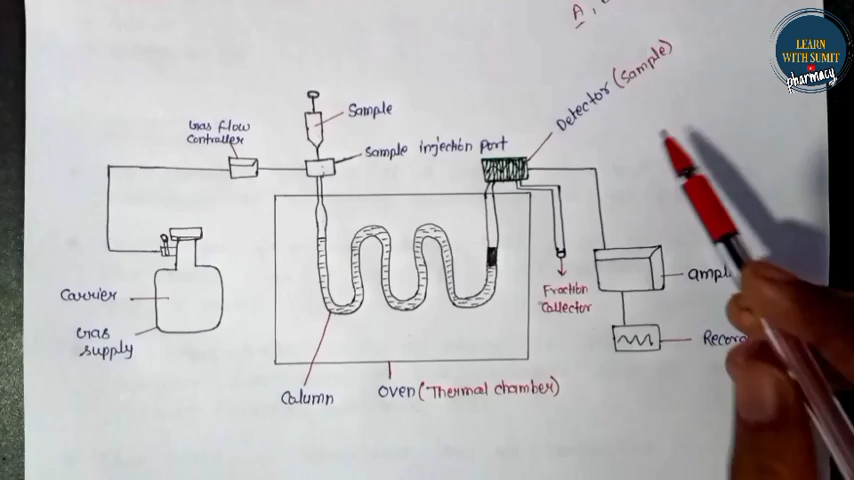 A,
LEARN
WITH SUMIT
pharmacy
Sample
Gas flow
controller
Sample injection port
Detector (Sample)
Carrier
Gas
supply
Fraction
Collector
Column
Oven (Thermal chamber)